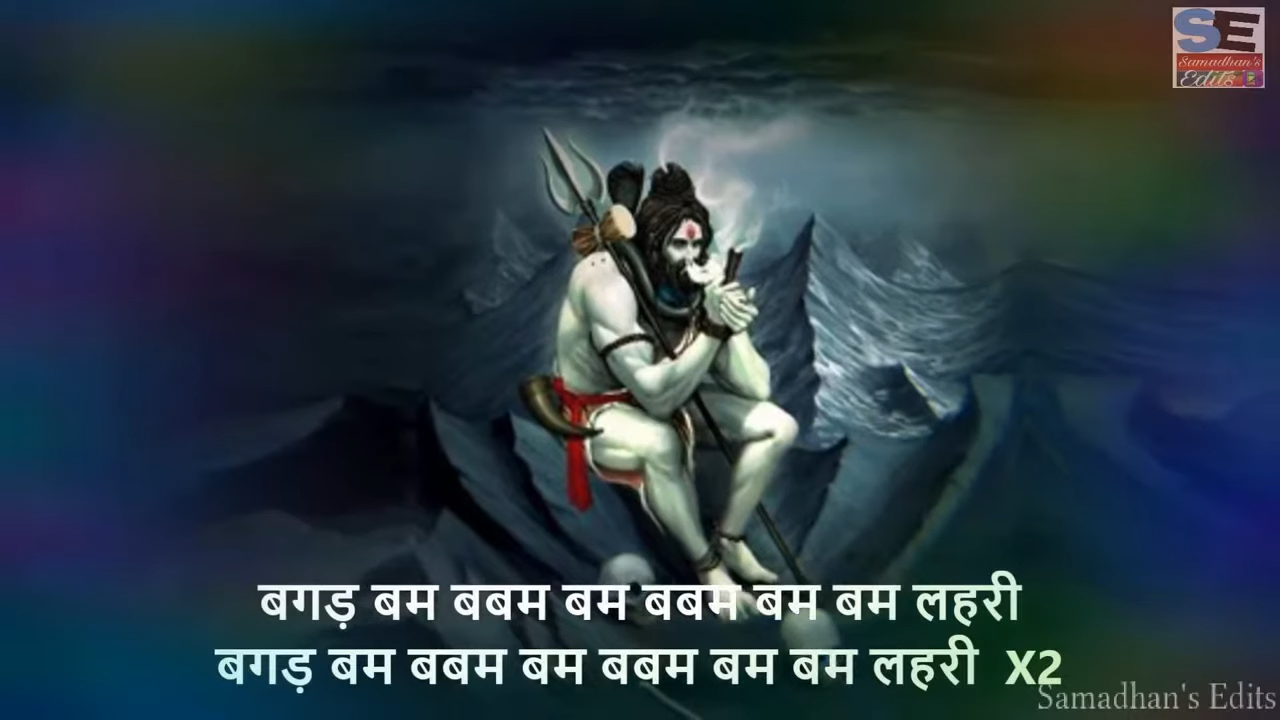 SE
Samadhan's
Edits
बगड़ बम बबम बम बबम बम बम लहरी
बगड़ बम बबम बम बबम बम बम लहरी X2
Samadhan's Edits